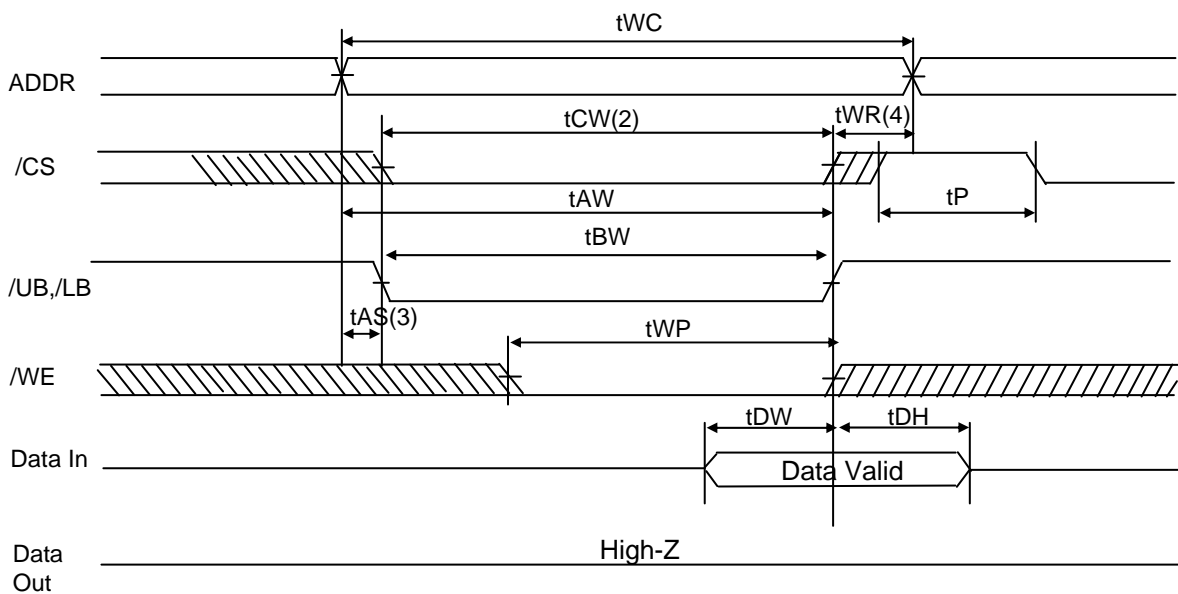 tWC
ADDR
tCW(2)
tWR(4)
/CS
tAW
tP
tBW
/UB,/LB
tAS(3)
tWP
/WE
tDW
tDH
Data In
Data Valid
High-Z
Data
Out